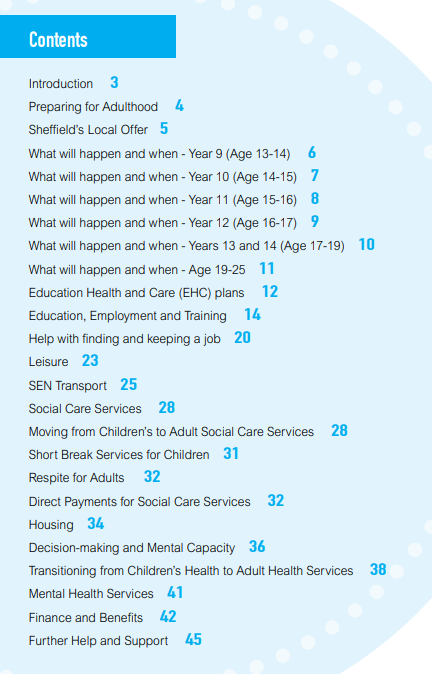 Contents
Introduction 3
Preparing for Adulthood 4
Sheffield's Local Offer 5
What will happen and when - Year 9 (Age 13-14) 6
What will happen and when - Year 10 (Age 14-15) 7
What will happen and when - Year 11 (Age 15-16) 8
What will happen and when - Year 12 (Age 16-17) 9
What will happen and when - Years 13 and 14 (Age 17-19) 10
What will happen and when - Age 19-25 11
Education Health and Care (EHC) plans 12
Education, Employment and Training 14
Help with finding and keeping a job 20
Leisure 23
SEN Transport 25
Social Care Services 28
Moving from Children's to Adult Social Care Services 28
Short Break Services for Children 31
Respite for Adults 32
Direct Payments for Social Care Services 32
Housing 34
Decision-making and Mental Capacity 36
Transitioning from Children's Health to Adult Health Services 38
Mental Health Services 41
Finance and Benefits 42
Further Help and Support 45